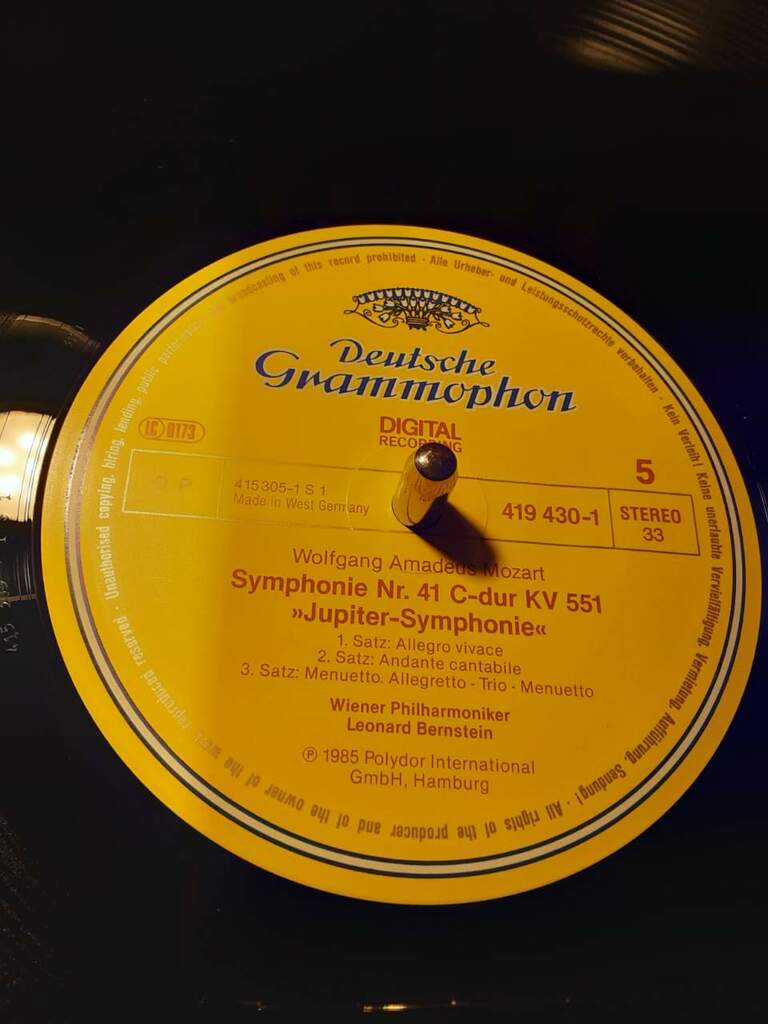 Deutsche
Grammophon
DIGITAL
RECORDING
LC 0173
5
415 305-1 S 1
Made in West Germany
419 430-1
STEREO
33
Wolfgang Amadeus Mozart
Symphonie Nr. 41 C-dur KV 551
»Jupiter-Symphonie«
1. Satz: Allegro vivace
2. Satz: Andante cantabile
3. Satz: Menuetto. Allegretto - Trio - Menuetto
Wiener Philharmoniker
Leonard Bernstein
Ⓟ 1985 Polydor International
GmbH, Hamburg
Alle Urheber- und Leistungsschutzrechte vorbehalten · Kein Verleih! Keine unerlaubte Vervielfältigung, Vermietung, Aufführung, Sendung! · All rights of the producer and of the owner of the work reproduced reserved · Unauthorised copying, hiring, lending, public performance and broadcasting of this record prohibited ·